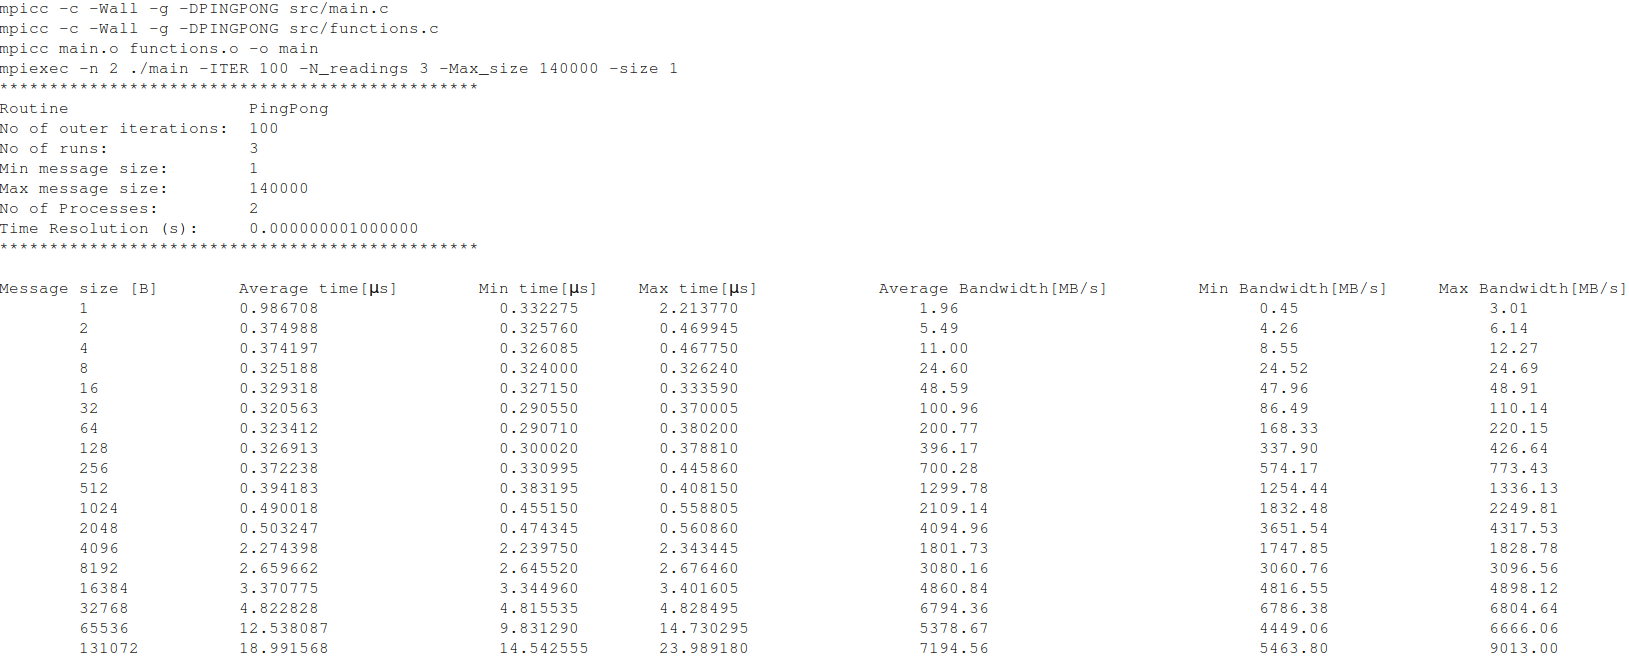 mpicc -c -Wall -g -DPINGPONG src/main.c
mpicc -c -Wall -g -DPINGPONG src/functions.c
mpicc main.o functions.o -o main
mpiexec -n 2 ./main -ITER 100 -N_readings 3 -Max_size 140000 -size 1
************************************************
Routine PingPong
No of outer iterations: 100
No of runs: 3
Min message size: 1
Max message size: 140000
No of Processes: 2
Time Resolution (s): 0.000000001000000
************************************************
Message size [B] Average time[μs] Min time[μs] Max time[μs] Average Bandwidth[MB/s] Min Bandwidth[MB/s] Max Bandwidth[MB/s]
1 0.986708 0.332275 2.213770 1.96 0.45 3.01
2 0.374988 0.325760 0.469945 5.49 4.26 6.14
4 0.374197 0.326085 0.467750 11.00 8.55 12.27
8 0.325188 0.324000 0.326240 24.60 24.52 24.69
16 0.329318 0.327150 0.333590 48.59 47.96 48.91
32 0.320563 0.290550 0.370005 100.96 86.49 110.14
64 0.323412 0.290710 0.380200 200.77 168.33 220.15
128 0.326913 0.300020 0.378810 396.17 337.90 426.64
256 0.372238 0.330995 0.445860 700.28 574.17 773.43
512 0.394183 0.383195 0.408150 1299.78 1254.44 1336.13
1024 0.490018 0.455150 0.558805 2109.14 1832.48 2249.81
2048 0.503247 0.474345 0.560860 4094.96 3651.54 4317.53
4096 2.274398 2.239750 2.343445 1801.73 1747.85 1828.78
8192 2.659662 2.645520 2.676460 3080.16 3060.76 3096.56
16384 3.370775 3.344960 3.401605 4860.84 4816.55 4898.12
32768 4.822828 4.815535 4.828495 6794.36 6786.38 6804.64
65536 12.538087 9.831290 14.730295 5378.67 4449.06 6666.06
131072 18.991568 14.542555 23.989180 7194.56 5463.80 9013.00